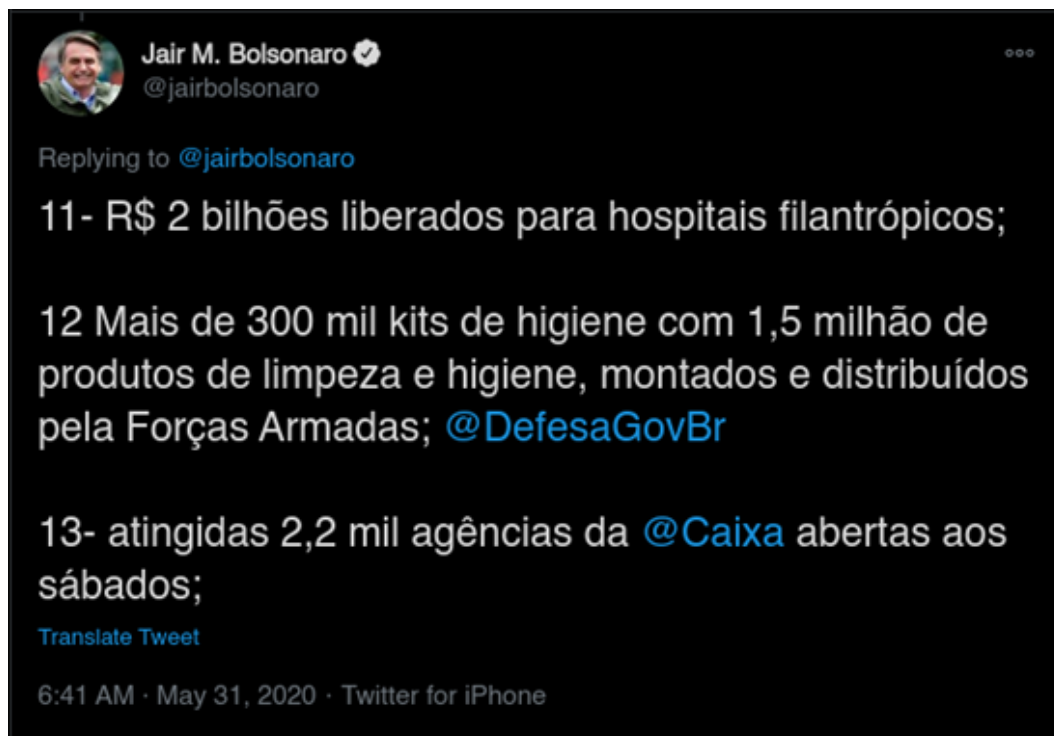 Jair M. Bolsonaro
@jairbolsonaro
Replying to @jairbolsonaro
11- R$ 2 bilhões liberados para hospitais filantrópicos;
12 Mais de 300 mil kits de higiene com 1,5 milhão de
produtos de limpeza e higiene, montados e distribuídos
pela Forças Armadas; @DefesaGovBr
13- atingidas 2,2 mil agências da @Caixa abertas aos
sábados;
Translate Tweet
6:41 AM · May 31, 2020 · Twitter for iPhone